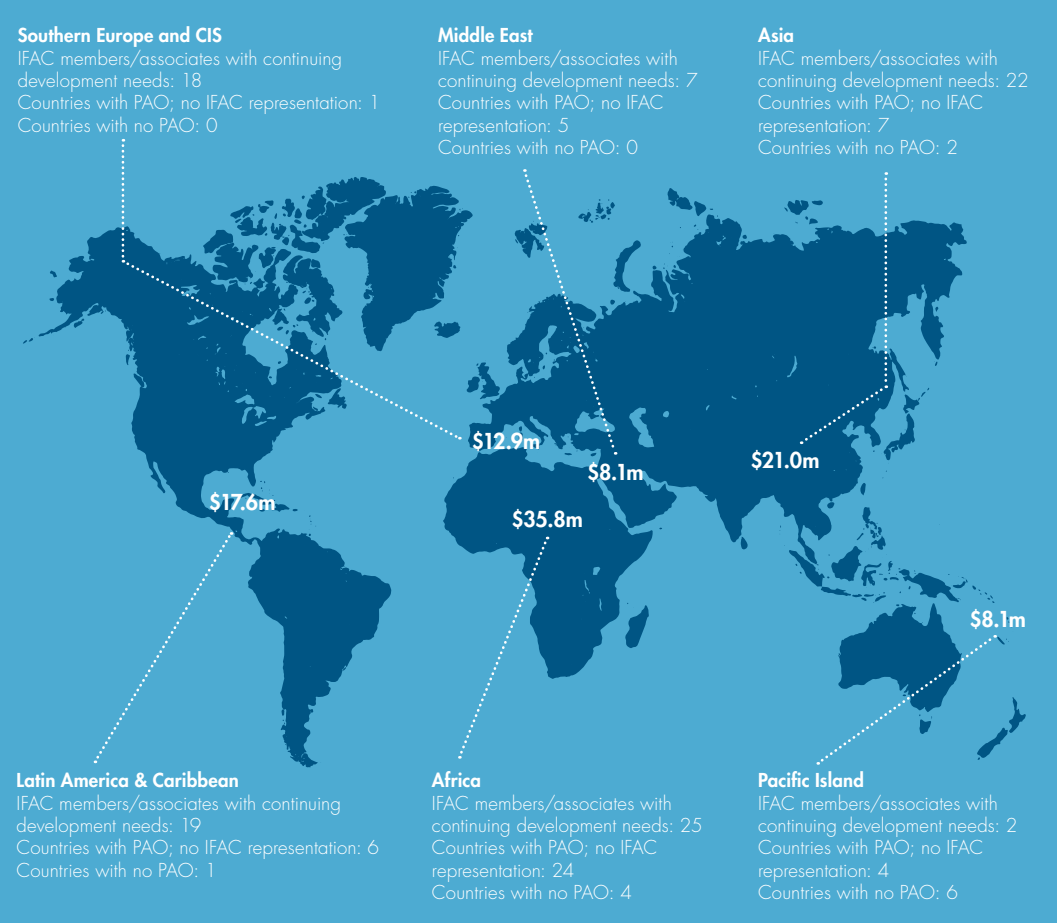 Southern Europe and CIS
IFAC members/associates with continuing
development needs: 18
Countries with PAO; no IFAC representation: 1
Countries with no PAO: 0
Middle East
IFAC members/associates with
continuing development needs: 7
Countries with PAO; no IFAC
representation: 5
Countries with no PAO: 0
Asia
IFAC members/associates with
continuing development needs: 22
Countries with PAO; no IFAC
representation: 7
Countries with no PAO: 2
$12.9m
$8.1m
$21.0m
$17.6m
$35.8m
$8.1m
Latin America & Caribbean
IFAC members/associates with continuing
development needs: 19
Countries with PAO; no IFAC representation: 6
Countries with no PAO: 1
Africa
IFAC members/associates with
continuing development needs: 25
Countries with PAO; no IFAC
representation: 24
Countries with no PAO: 4
Pacific Island
IFAC members/associates with
continuing development needs: 2
Countries with PAO; no IFAC
representation: 4
Countries with no PAO: 6